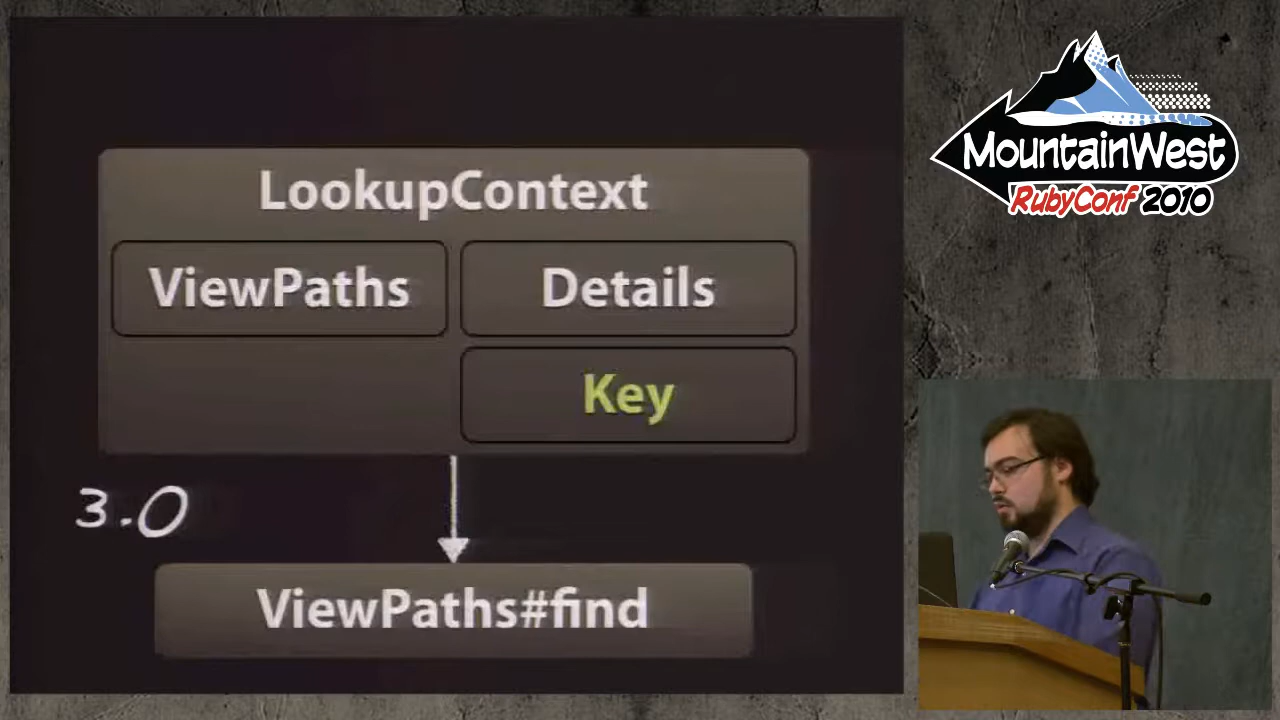 LookupContext
ViewPaths
Details
Key
3.0
ViewPaths#find
MountainWest
RubyConf 2010